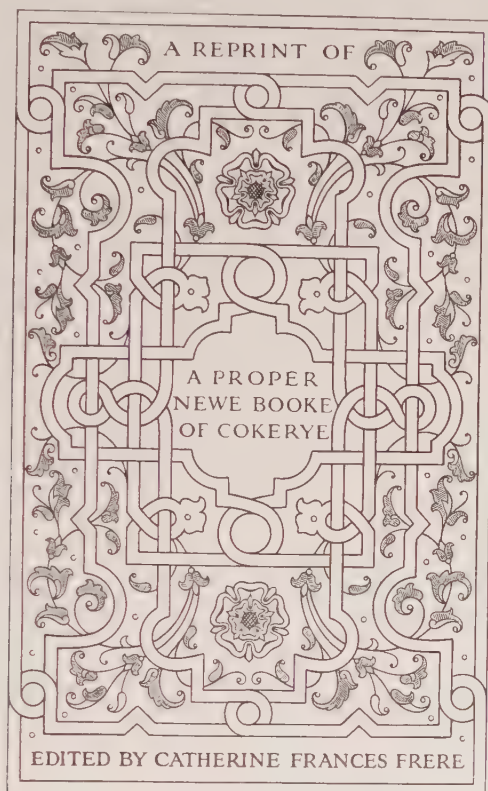 A REPRINT OF
A PROPER
NEWE BOOKE
OF COKERYE
EDITED BY CATHERINE FRANCES FRERE